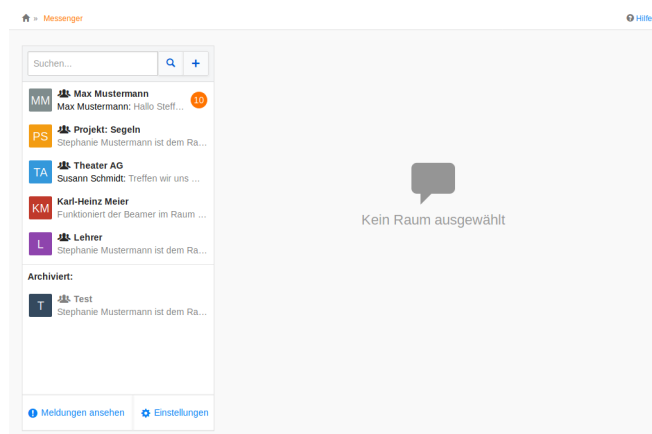 » Messenger
Hilfe
Suchen...
MM
Max Mustermann
Max Mustermann: Hallo Steff...
10
PS
Projekt: Segeln
Stephanie Mustermann ist dem Ra...
TA
Theater AG
Susann Schmidt: Treffen wir uns ...
KM
Karl-Heinz Meier
Funktioniert der Beamer im Raum ...
L
Lehrer
Stephanie Mustermann ist dem Ra...
Archiviert:
T
Test
Stephanie Mustermann ist dem Ra...
Meldungen ansehen
Einstellungen
Kein Raum ausgewählt